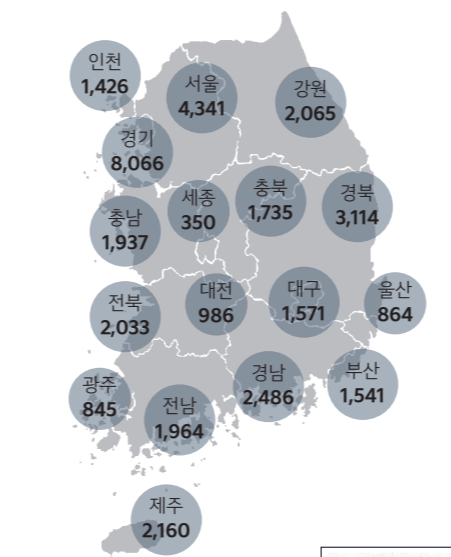 인천
1,426
서울
4,341
강원
2,065
경기
8,066
세종
350
충북
1,735
경북
3,114
충남
1,937
전북
2,033
대전
986
대구
1,571
울산
864
광주
845
전남
1,964
경남
2,486
부산
1,541
제주
2,160